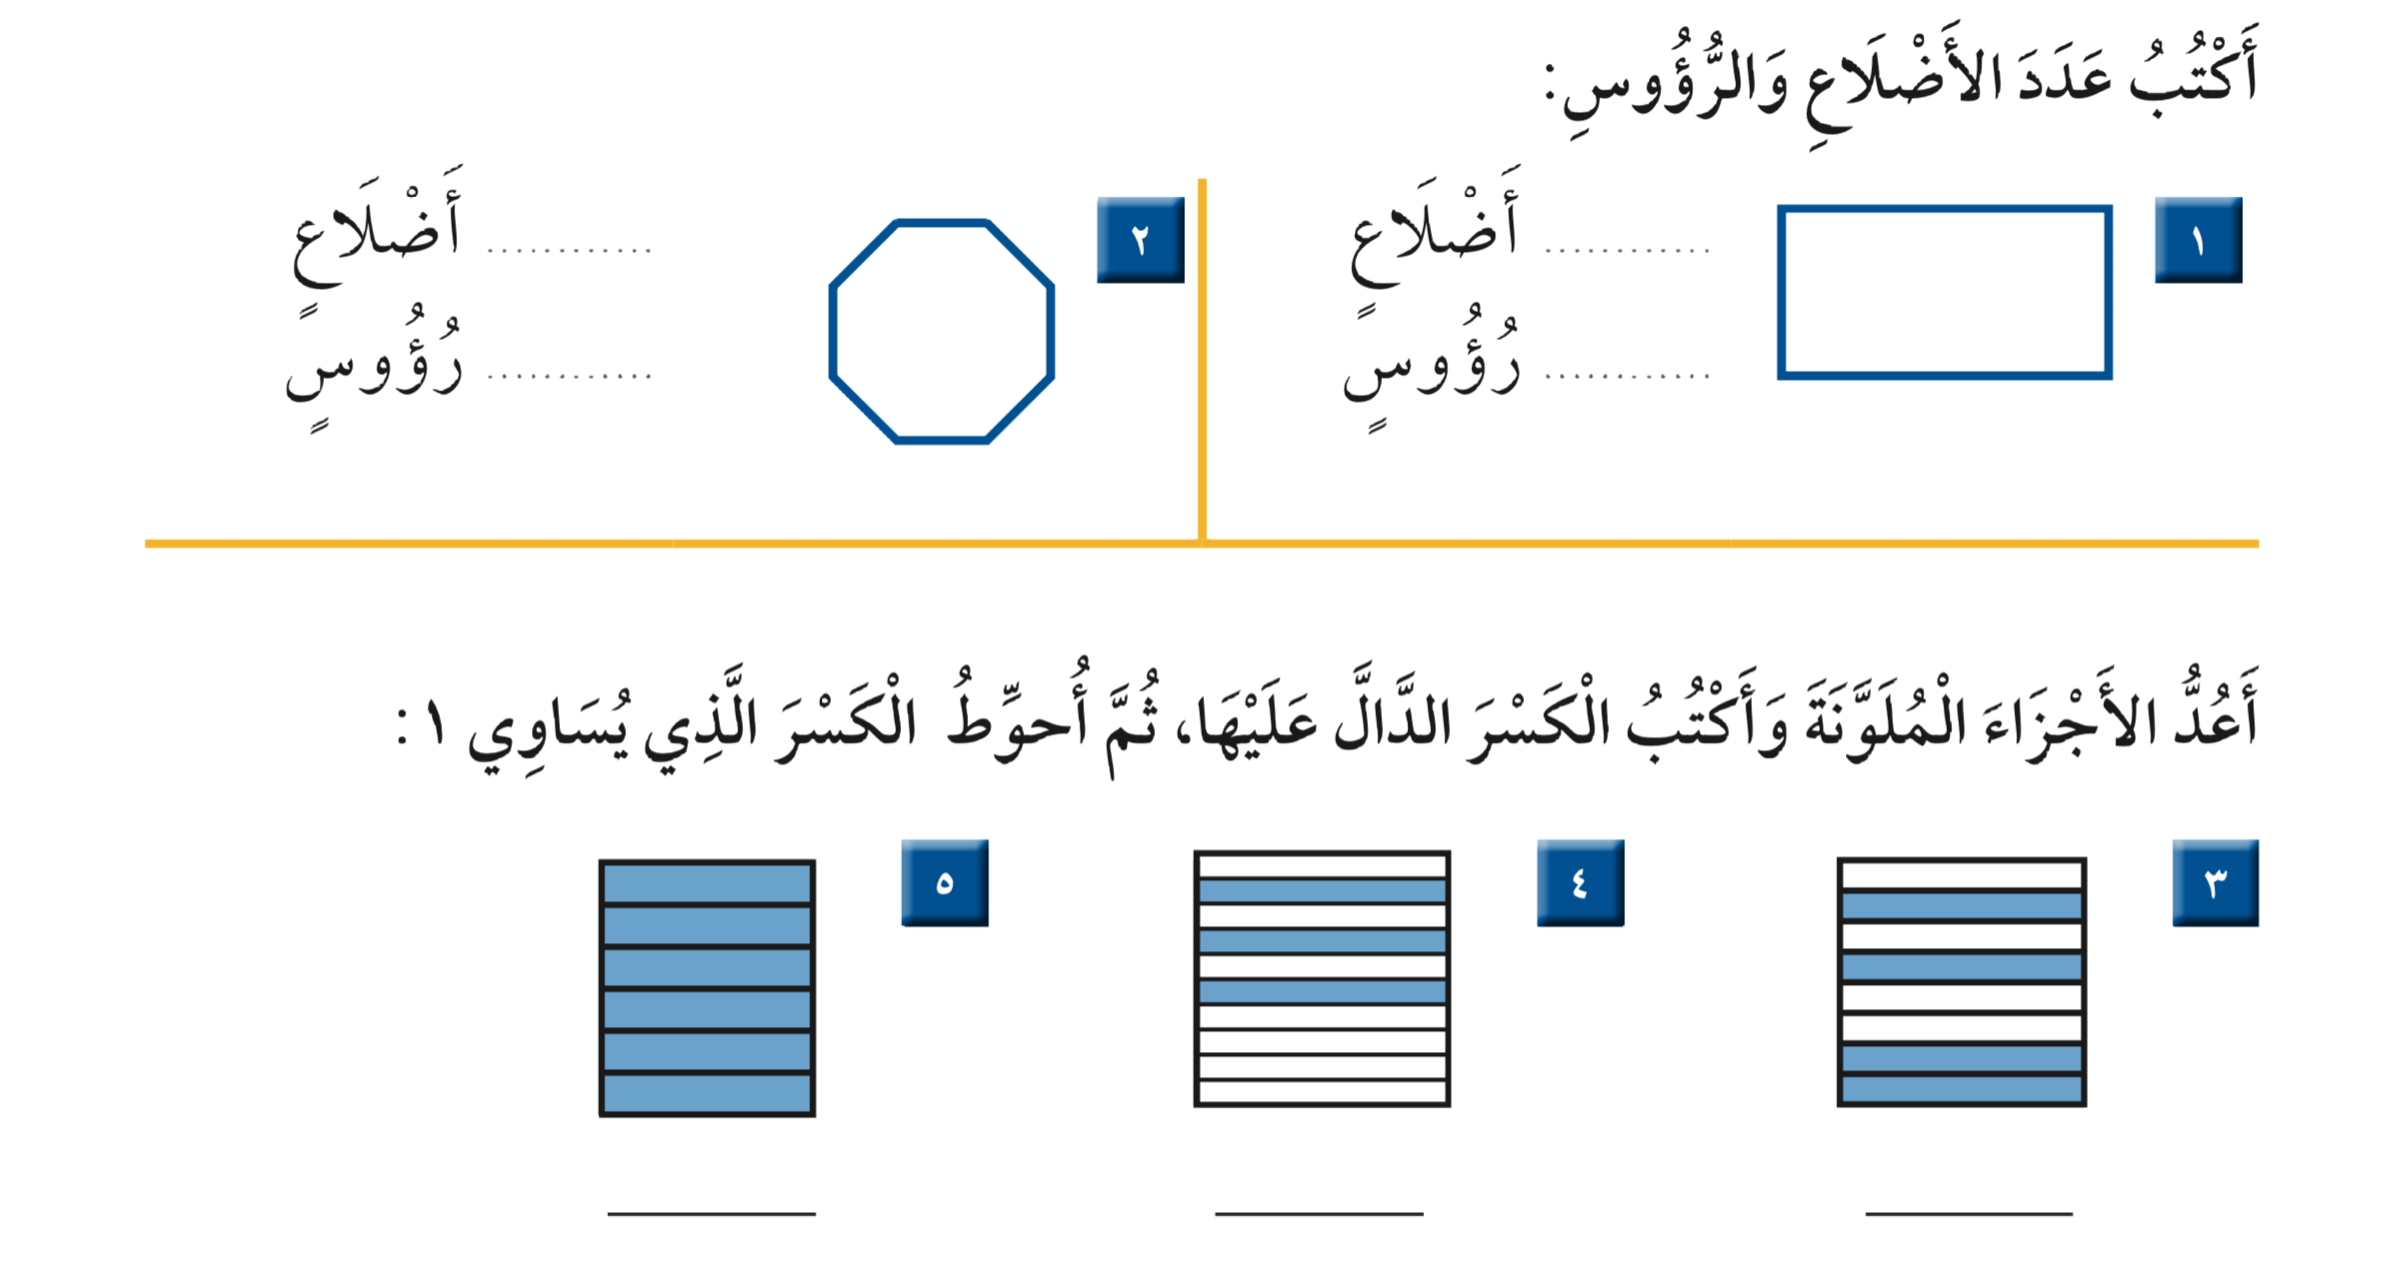 أَكْتُبُ عَدَدَ الأَضْلَاعِ وَالرُّؤُوسِ:
١
........... أَضْلَاعٍ
........... رُؤُوسٍ
٢
........... أَضْلَاعٍ
........... رُؤُوسٍ
أَعُدُّ الأَجْزَاءَ الْمُلَوَّنَةَ وَأَكْتُبُ الْكَسْرَ الدَّالَّ عَلَيْهَا، ثُمَّ أُحوِّطُ الْكَسْرَ الَّذِي يُسَاوِي ١ :
٣
٤
٥